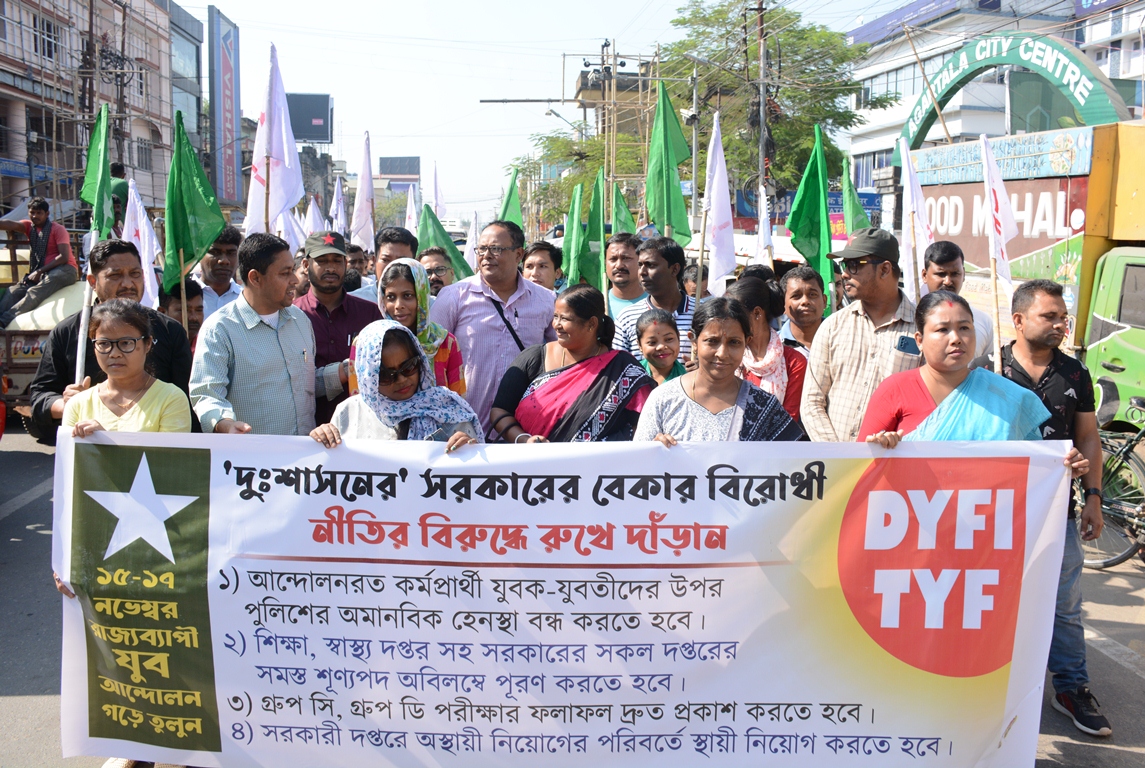 VISHAL
AGARTALA CITY CENTRE
FOOD MAHAL
'দুঃশাসনের' সরকারের বেকার বিরোধী
নীতির বিরুদ্ধে রুখে দাঁড়ান
১) আন্দোলনরত কর্মপ্রার্থী যুবক-যুবতীদের উপর
পুলিশের অমানবিক হেনস্থা বন্ধ করতে হবে।
২) শিক্ষা, স্বাস্থ্য দপ্তর সহ সরকারের সকল দপ্তরের
সমস্ত শূণ্যপদ অবিলম্বে পূরণ করতে হবে।
৩) গ্রুপ সি, গ্রুপ ডি পরীক্ষার ফলাফল দ্রুত প্রকাশ করতে হবে।
৪) সরকারী দপ্তরে অস্থায়ী নিয়োগের পরিবর্তে স্থায়ী নিয়োগ করতে হবে।
১৫-১৭
নভেম্বর
রাজ্যব্যাপী
যুব
আন্দোলন
গড়ে তুলুন
DYFI
TYF